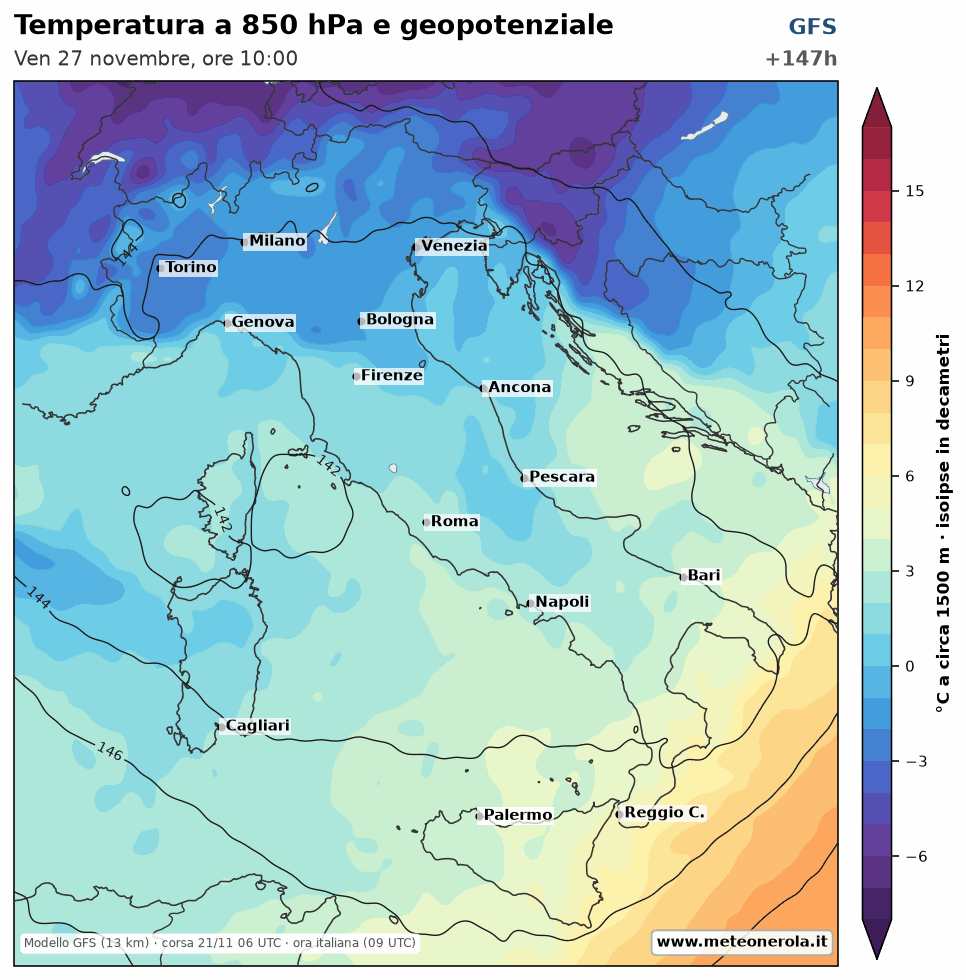 Temperatura a 850 hPa e geopotenziale
GFS
Ven 27 novembre, ore 10:00
+147h
144
Milano
Venezia
Torino
Genova
Bologna
Firenze
Ancona
142
Pescara
142
Roma
Bari
144
Napoli
Cagliari
146
Palermo
Reggio C.
Modello GFS (13 km) · corsa 21/11 06 UTC · ora italiana (09 UTC)
www.meteonerola.it
15
12
9
6
3
0
−3
−6
°C a circa 1500 m · isoipse in decametri